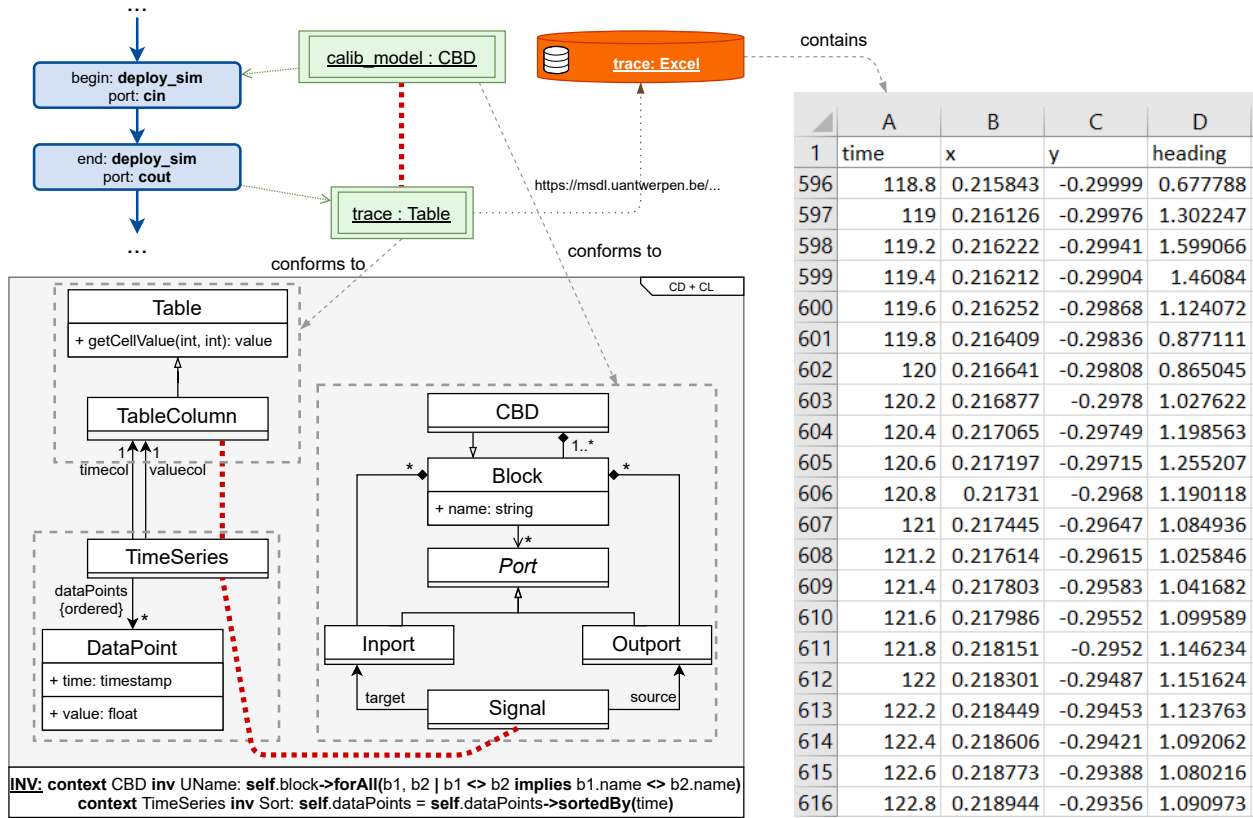 ...
begin: deploy_sim
port: cin
end: deploy_sim
port: cout
...
calib_model : CBD
trace : Table
trace: Excel
contains
https://msdl.uantwerpen.be/...
conforms to
conforms to
CD + CL
Table
+ getCellValue(int, int): value
TableColumn
1
1
timecol
valuecol
TimeSeries
dataPoints
{ordered}
*
DataPoint
+ time: timestamp
+ value: float
CBD
1..*
*
*
Block
+ name: string
*
Port
Inport
Outport
target
source
Signal
INV: context CBD inv UName: self.block->forAll(b1, b2 | b1 <> b2 implies b1.name <> b2.name)
context TimeSeries inv Sort: self.dataPoints = self.dataPoints->sortedBy(time)
A B C D
1 time x y heading
596 118.8 0.215843 -0.29999 0.677788
597 119 0.216126 -0.29976 1.302247
598 119.2 0.216222 -0.29941 1.599066
599 119.4 0.216212 -0.29904 1.46084
600 119.6 0.216252 -0.29868 1.124072
601 119.8 0.216409 -0.29836 0.877111
602 120 0.216641 -0.29808 0.865045
603 120.2 0.216877 -0.2978 1.027622
604 120.4 0.217065 -0.29749 1.198563
605 120.6 0.217197 -0.29715 1.255207
606 120.8 0.21731 -0.2968 1.190118
607 121 0.217445 -0.29647 1.084936
608 121.2 0.217614 -0.29615 1.025846
609 121.4 0.217803 -0.29583 1.041682
610 121.6 0.217986 -0.29552 1.099589
611 121.8 0.218151 -0.2952 1.146234
612 122 0.218301 -0.29487 1.151624
613 122.2 0.218449 -0.29453 1.123763
614 122.4 0.218606 -0.29421 1.092062
615 122.6 0.218773 -0.29388 1.080216
616 122.8 0.218944 -0.29356 1.090973